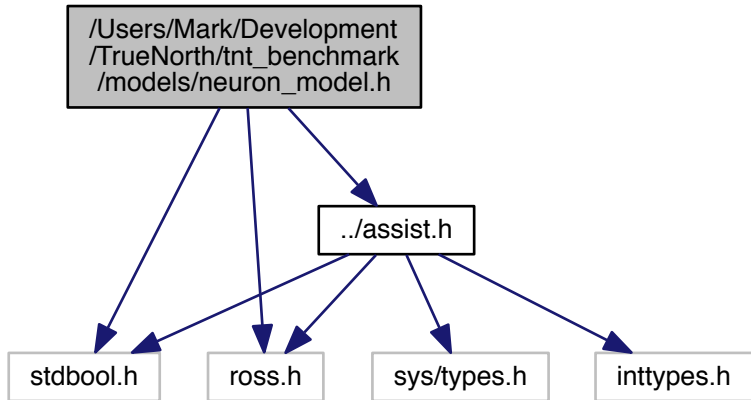 /Users/Mark/Development
/TrueNorth/tnt_benchmark
/models/neuron_model.h
../assist.h
stdbool.h
ross.h
sys/types.h
inttypes.h